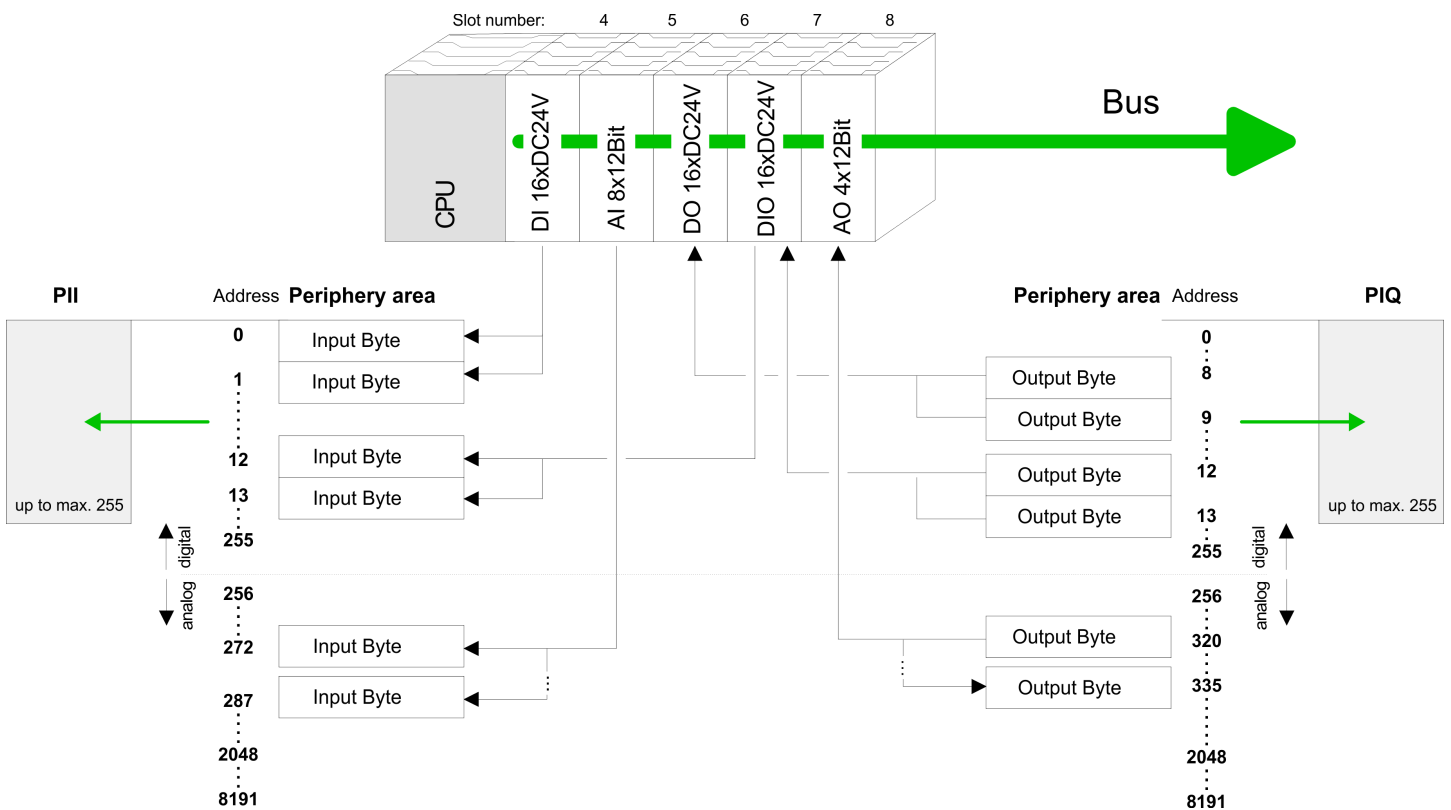 Slot number: 4 5 6 7 8
Bus
CPU
DI 16xDC24V
AI 8x12Bit
DO 16xDC24V
DIO 16xDC24V
AO 4x12Bit
PII
Address Periphery area
0 Input Byte
1 Input Byte
12 Input Byte
13 Input Byte
255
up to max. 255
digital
analog
256
272 Input Byte
287 Input Byte
2048
8191
Periphery area Address
PIQ
0
Output Byte 8
Output Byte 9
Output Byte 12
Output Byte 13
255
up to max. 255
digital
analog
256
Output Byte 320
Output Byte 335
2048
8191